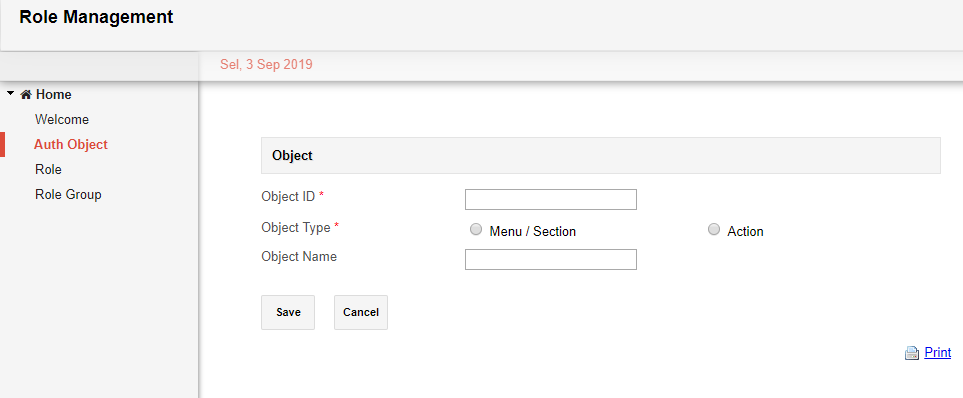 Role Management
Sel, 3 Sep 2019
Home
Welcome
Auth Object
Role
Role Group
Object
Object ID *
Object Type * Menu / Section Action
Object Name
Save Cancel
Print